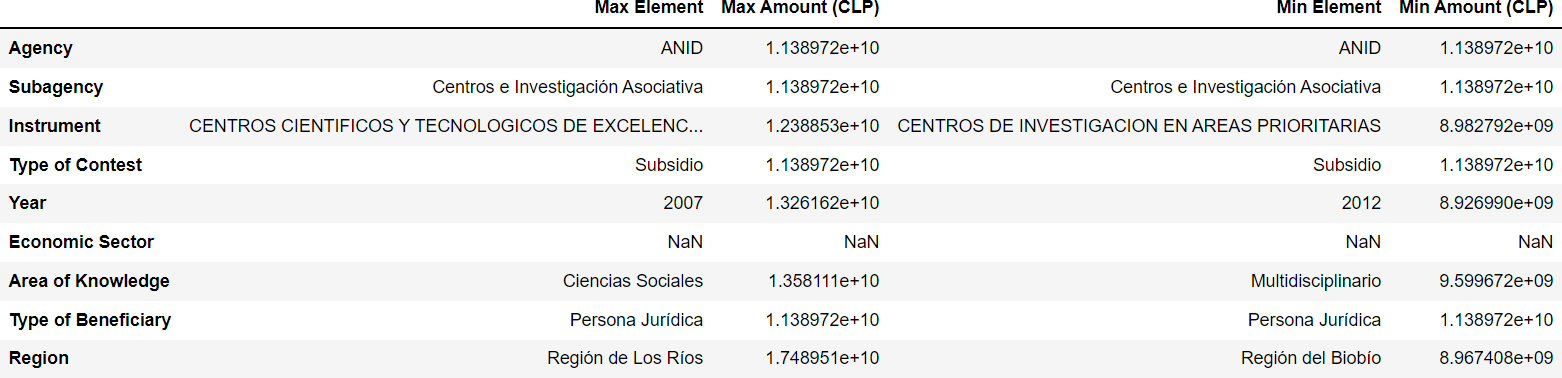 Max Element Max Amount (CLP) Min Element Min Amount (CLP)
Agency ANID 1.138972e+10 ANID 1.138972e+10
Subagency Centros e Investigación Asociativa 1.138972e+10 Centros e Investigación Asociativa 1.138972e+10
Instrument CENTROS CIENTIFICOS Y TECNOLOGICOS DE EXCELENC... 1.238853e+10 CENTROS DE INVESTIGACION EN AREAS PRIORITARIAS 8.982792e+09
Type of Contest Subsidio 1.138972e+10 Subsidio 1.138972e+10
Year 2007 1.326162e+10 2012 8.926990e+09
Economic Sector NaN NaN NaN NaN
Area of Knowledge Ciencias Sociales 1.358111e+10 Multidisciplinario 9.599672e+09
Type of Beneficiary Persona Jurídica 1.138972e+10 Persona Jurídica 1.138972e+10
Region Región de Los Ríos 1.748951e+10 Región del Biobío 8.967408e+09